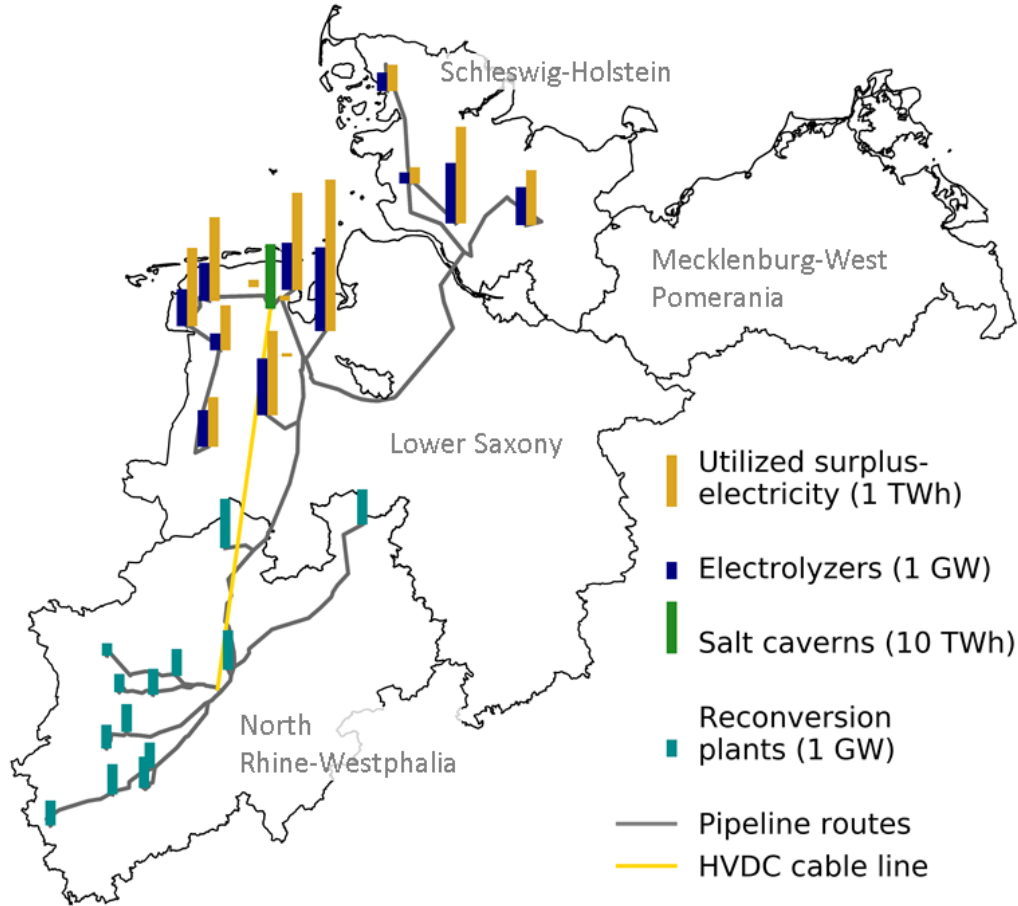 Schleswig-Holstein
Mecklenburg-West
Pomerania
Lower Saxony
North
Rhine-Westphalia
Utilized surplus-
electricity (1 TWh)
Electrolyzers (1 GW)
Salt caverns (10 TWh)
Reconversion
plants (1 GW)
Pipeline routes
HVDC cable line